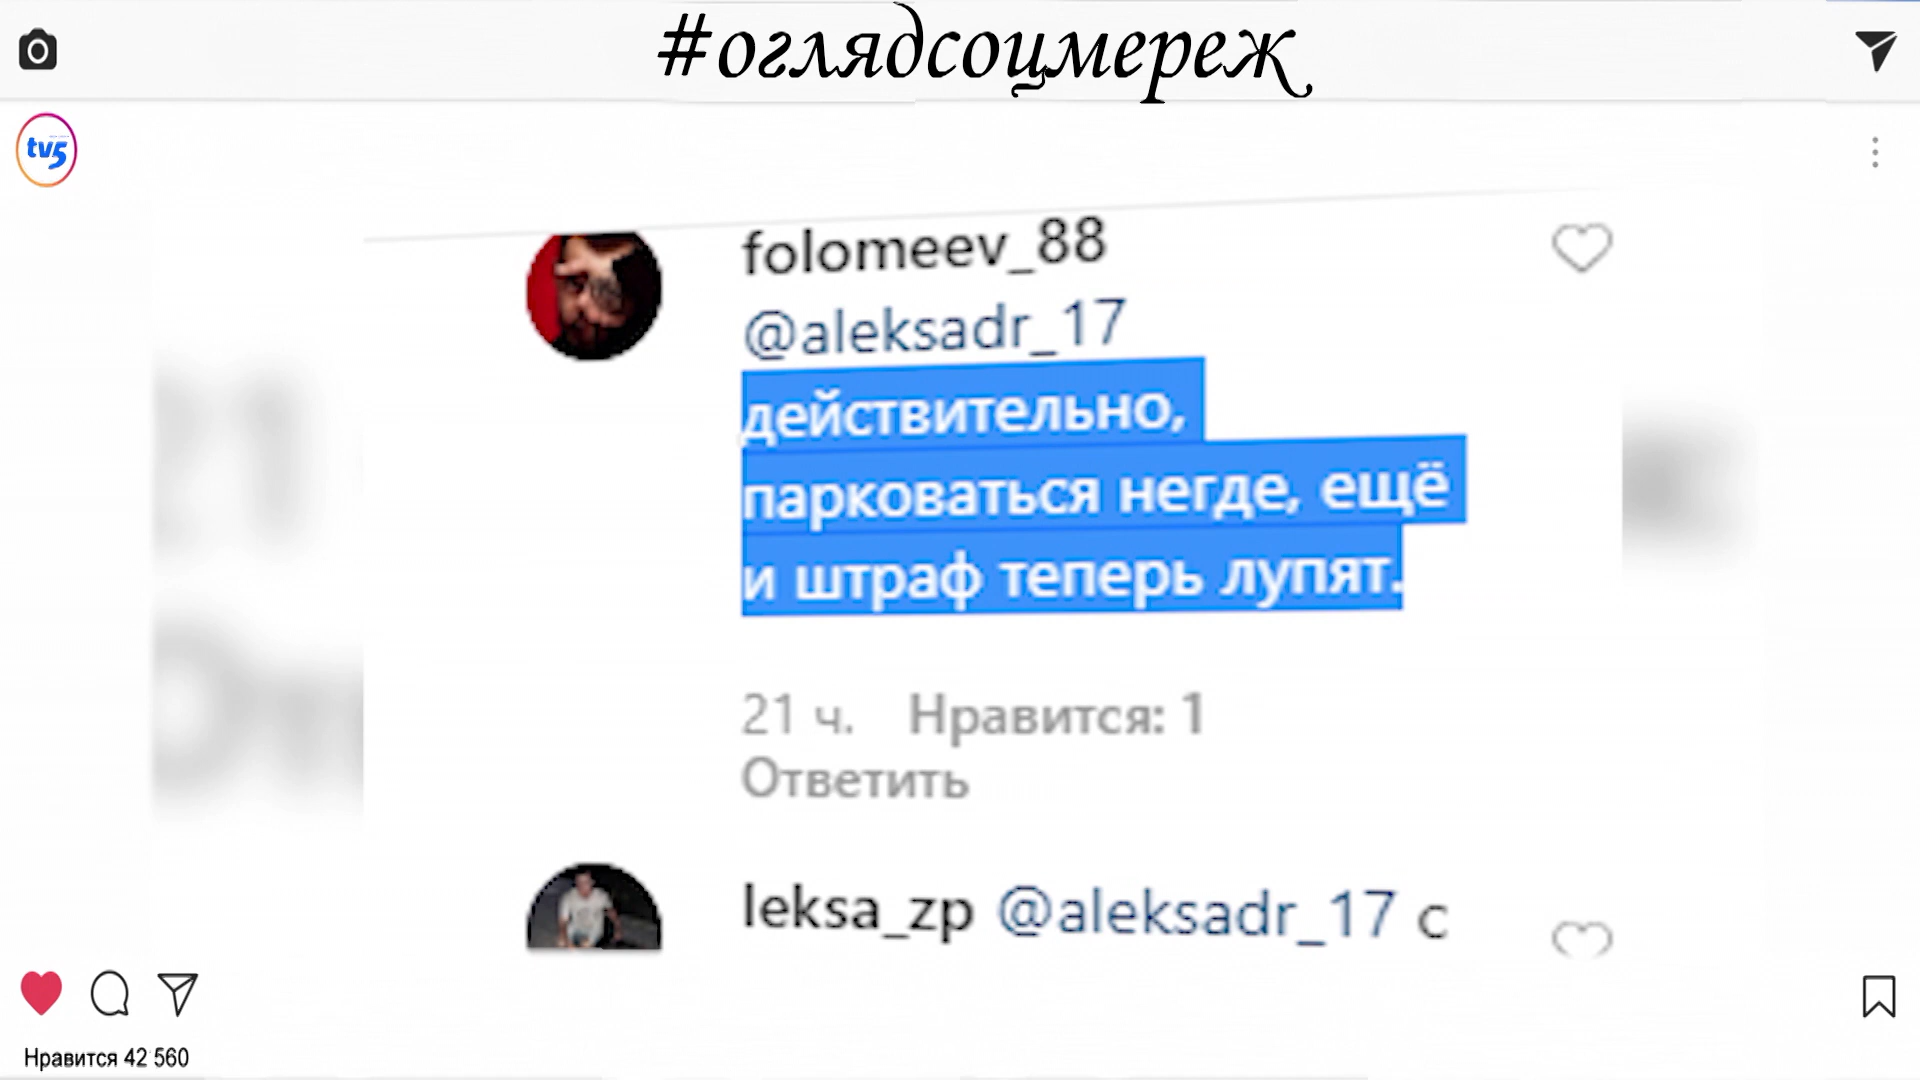 #оглядсоцмереж
tv5
folomeev_88
@aleksadr_17
действительно,
парковаться негде, ещё
и штраф теперь лупят.
21 ч. Нравится: 1
Ответить
leksa_zp @aleksadr_17 с
Нравится 42 560